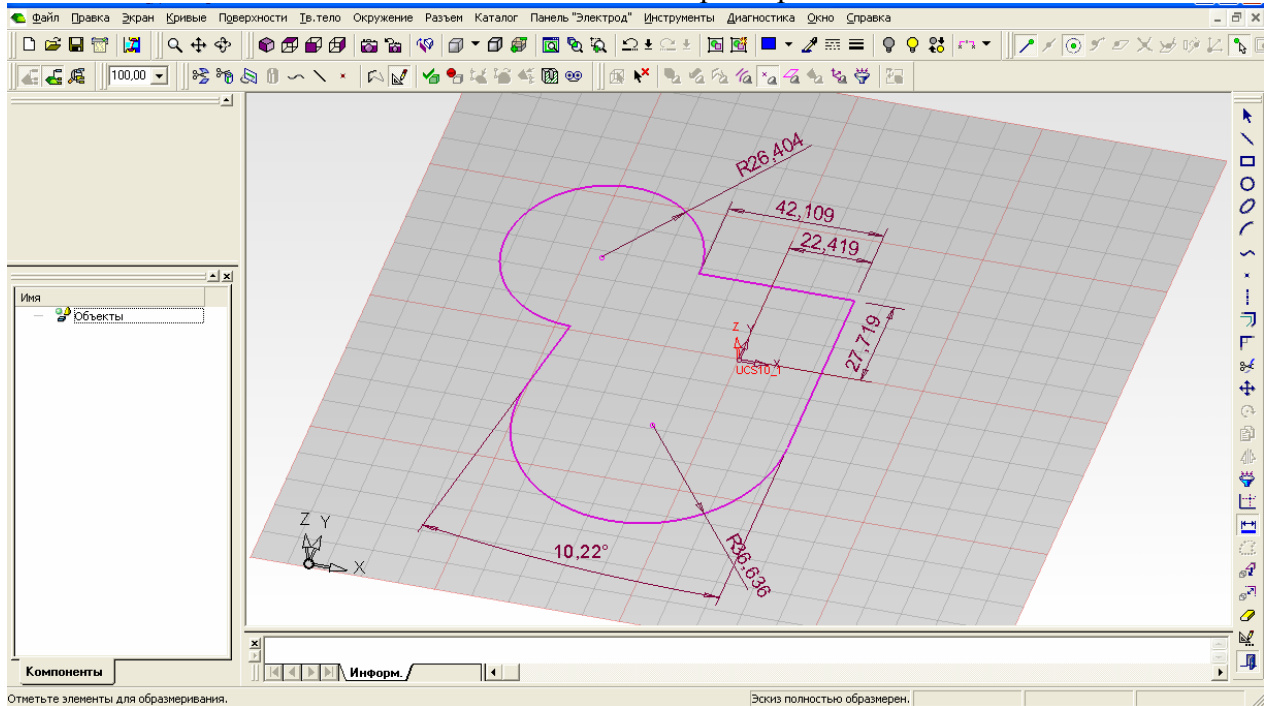 Файл Правка Экран Кривые Поверхности Тв.тело Окружение Разъем Каталог Панель "Электрод" Инструменты Диагностика Окно Справка
100,00
R26,404
42,109
22,419
Имя
Объекты
27,719
Z Y
X
UCS10_1
Z Y
X
10,22°
R36,636
Компоненты
Информ.
Отметьте элементы для образмеривания.
Эскиз полностью образмерен.